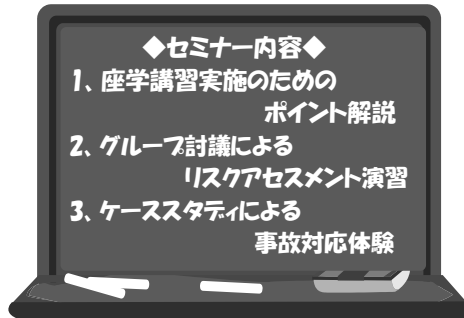 ◆セミナー内容◆
1、座学講習実施のための
ポイント解説
2、グループ討議による
リスクアセスメント演習
3、ケーススタディによる
事故対応体験